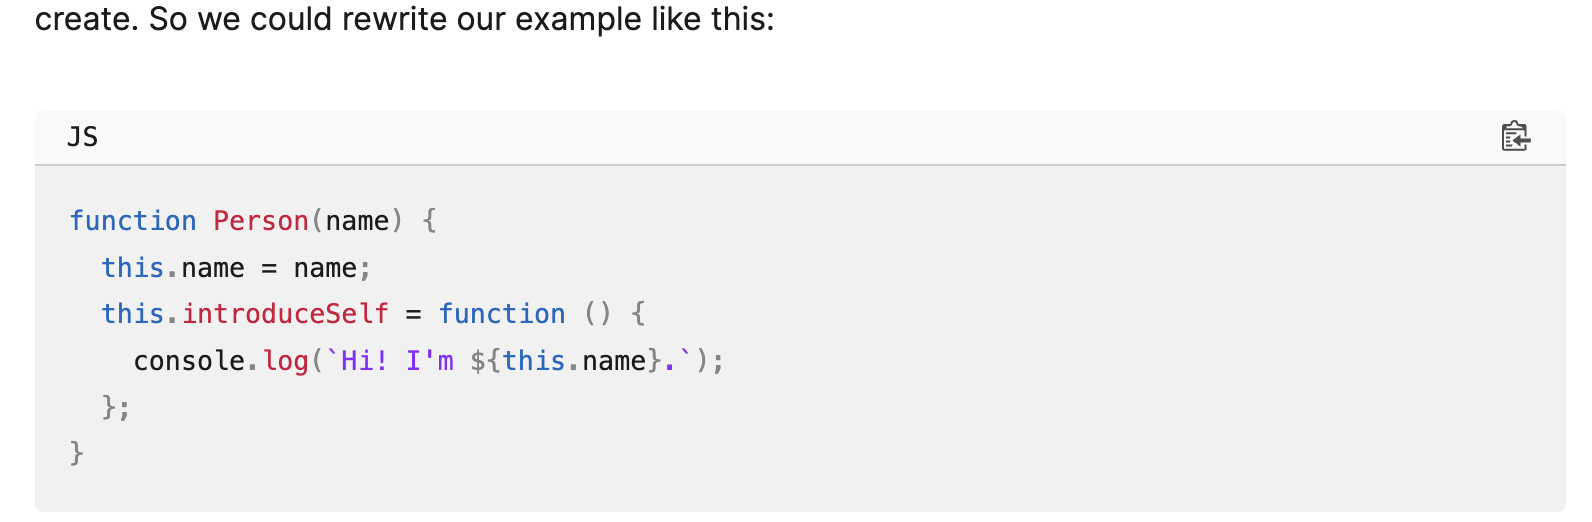 create. So we could rewrite our example like this:
JS
function Person(name) {
  this.name = name;
  this.introduceSelf = function () {
    console.log(`Hi! I'm ${this.name}.`);
  };
}